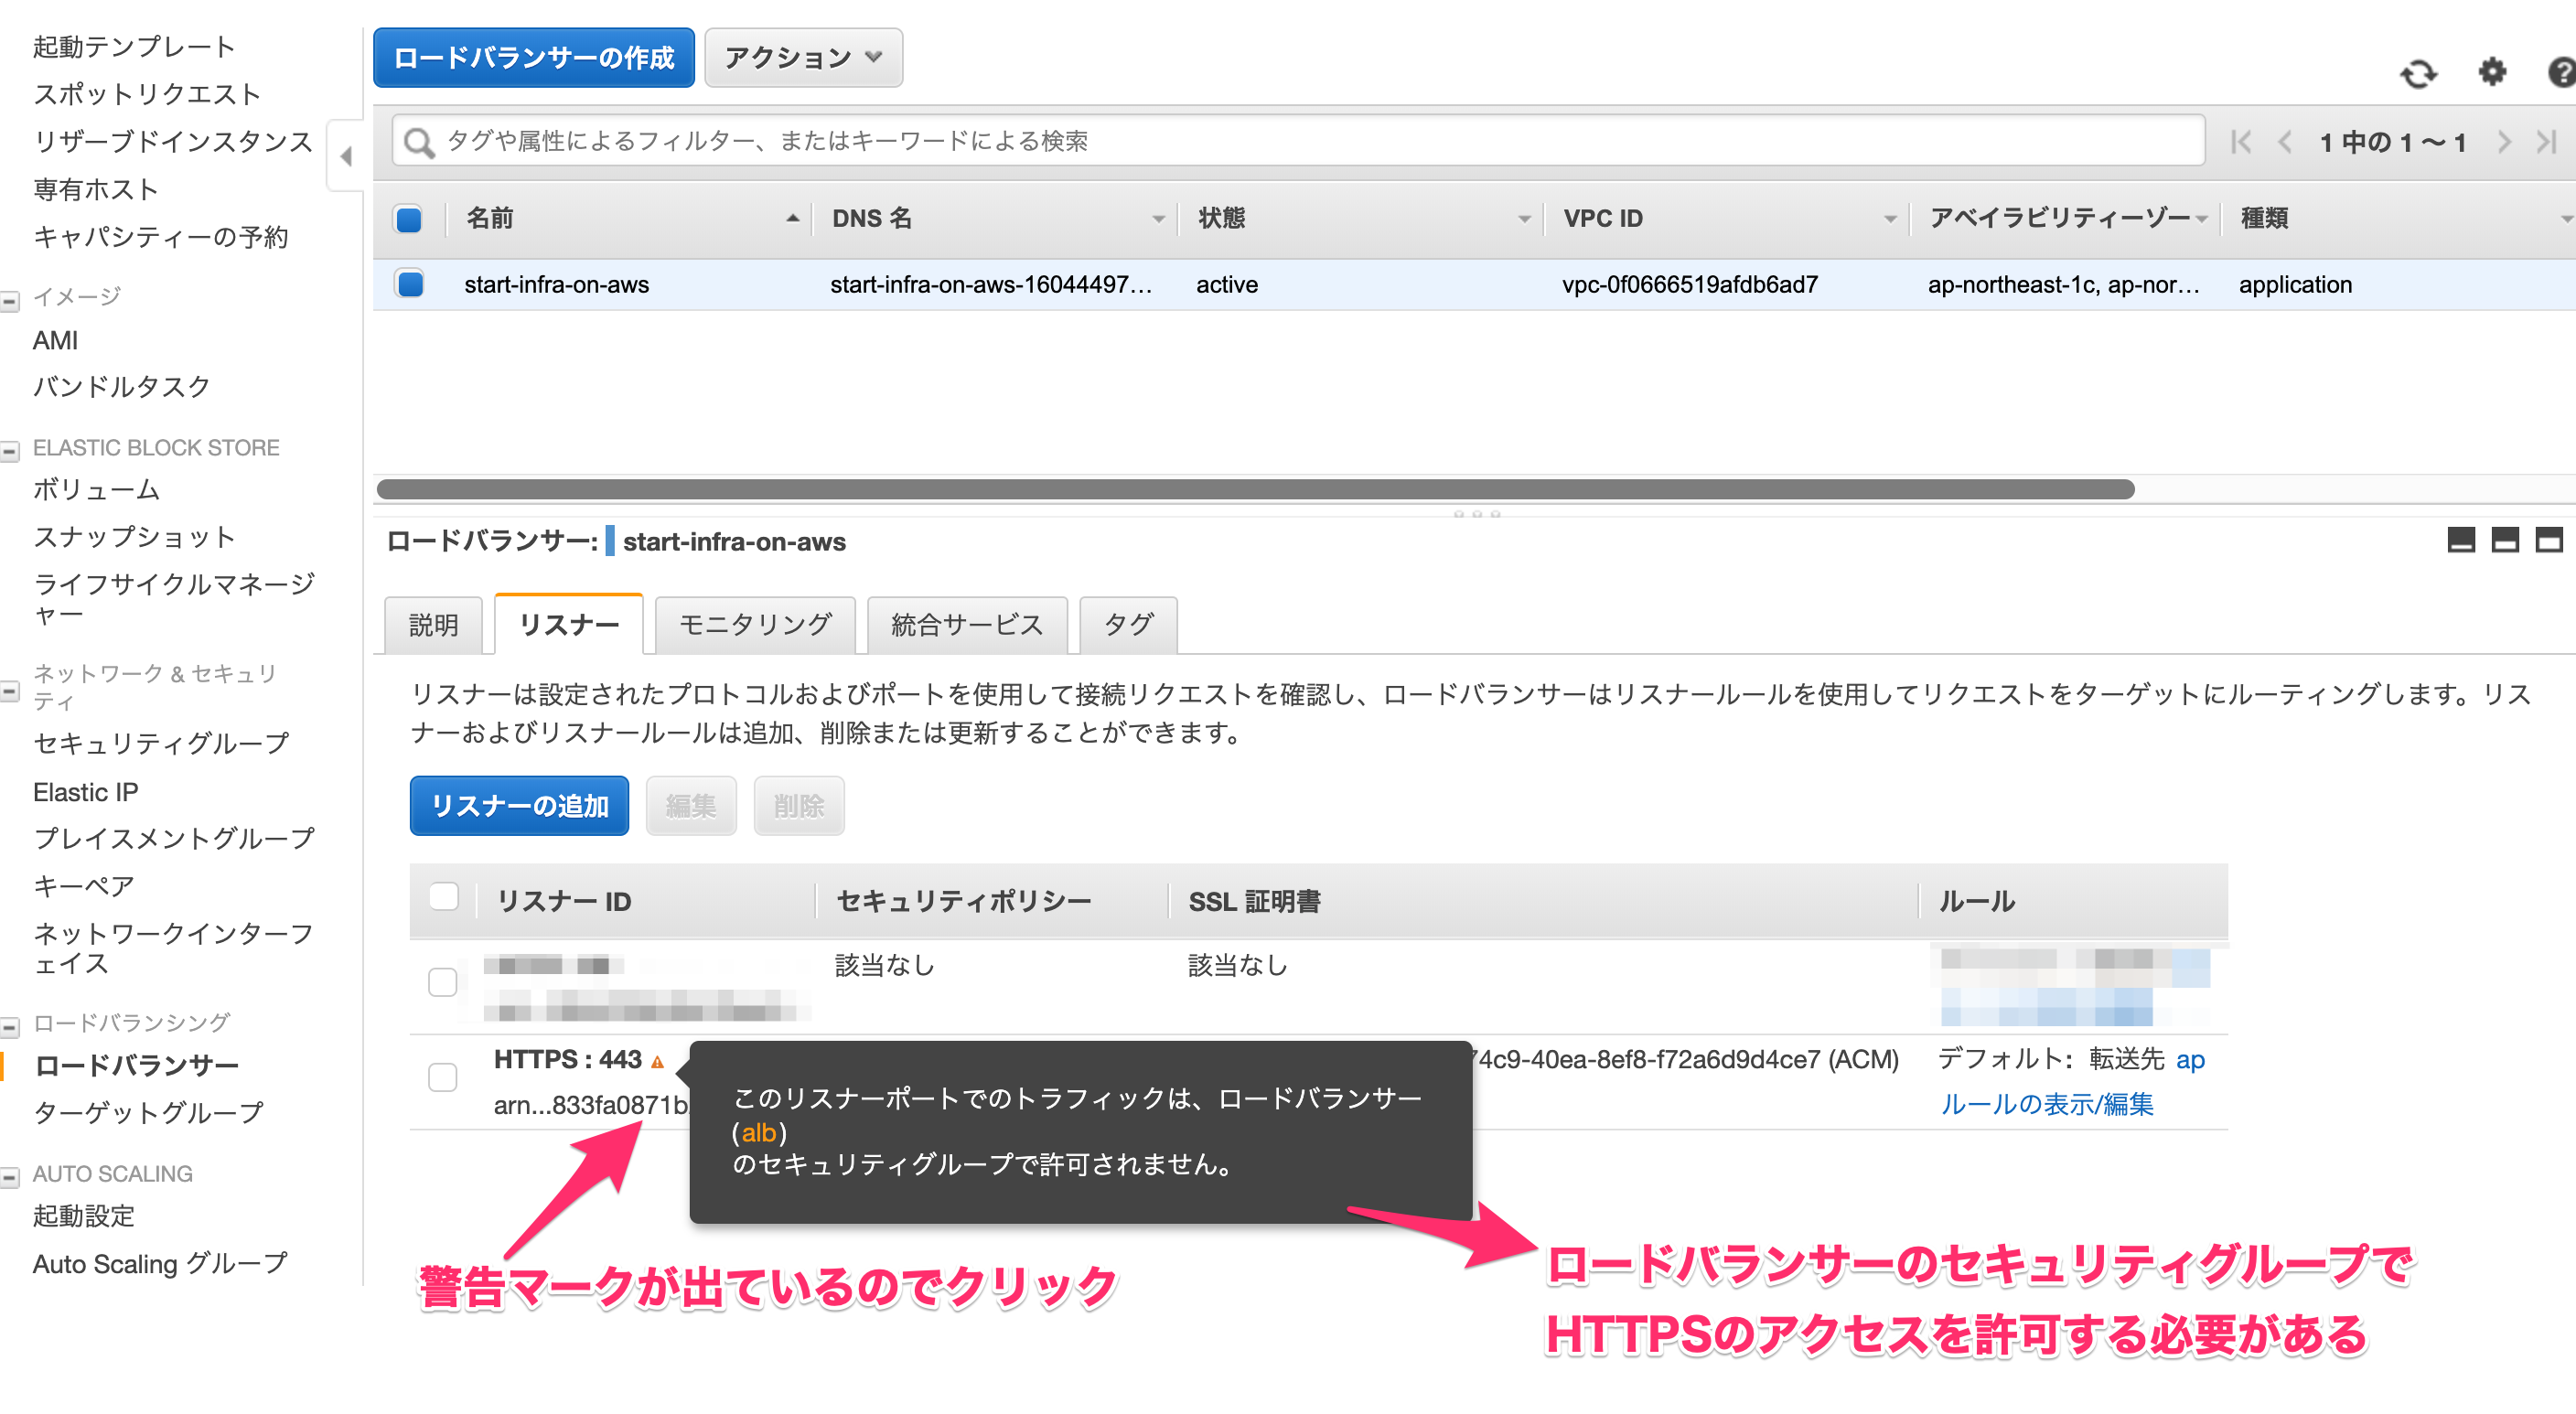 起動テンプレート
スポットリクエスト
リザーブドインスタンス
専有ホスト
キャパシティーの予約
イメージ
AMI
バンドルタスク
ELASTIC BLOCK STORE
ボリューム
スナップショット
ライフサイクルマネージ
ャー
ネットワーク & セキュリ
ティ
セキュリティグループ
Elastic IP
プレイスメントグループ
キーペア
ネットワークインターフ
ェイス
ロードバランシング
ロードバランサー
ターゲットグループ
AUTO SCALING
起動設定
Auto Scaling グループ
ロードバランサーの作成 アクション
タグや属性によるフィルター、またはキーワードによる検索 1 中の 1 ～ 1
名前 DNS 名 状態 VPC ID アベイラビリティーゾー 種類
start-infra-on-aws start-infra-on-aws-16044497... active vpc-0f0666519afdb6ad7 ap-northeast-1c, ap-nor... application
ロードバランサー: start-infra-on-aws
説明 リスナー モニタリング 統合サービス タグ
リスナーは設定されたプロトコルおよびポートを使用して接続リクエストを確認し、ロードバランサーはリスナールールを使用してリクエストをターゲットにルーティングします。リス
ナーおよびリスナールールは追加、削除または更新することができます。
リスナーの追加 編集 削除
リスナー ID セキュリティポリシー SSL 証明書 ルール
該当なし 該当なし
HTTPS : 443 74c9-40ea-8ef8-f72a6d9d4ce7 (ACM) デフォルト: 転送先 ap
arn...833fa0871b ルールの表示/編集
このリスナーポートでのトラフィックは、ロードバランサー
(alb)
のセキュリティグループで許可されません。
警告マークが出ているのでクリック
ロードバランサーのセキュリティグループで
HTTPSのアクセスを許可する必要がある